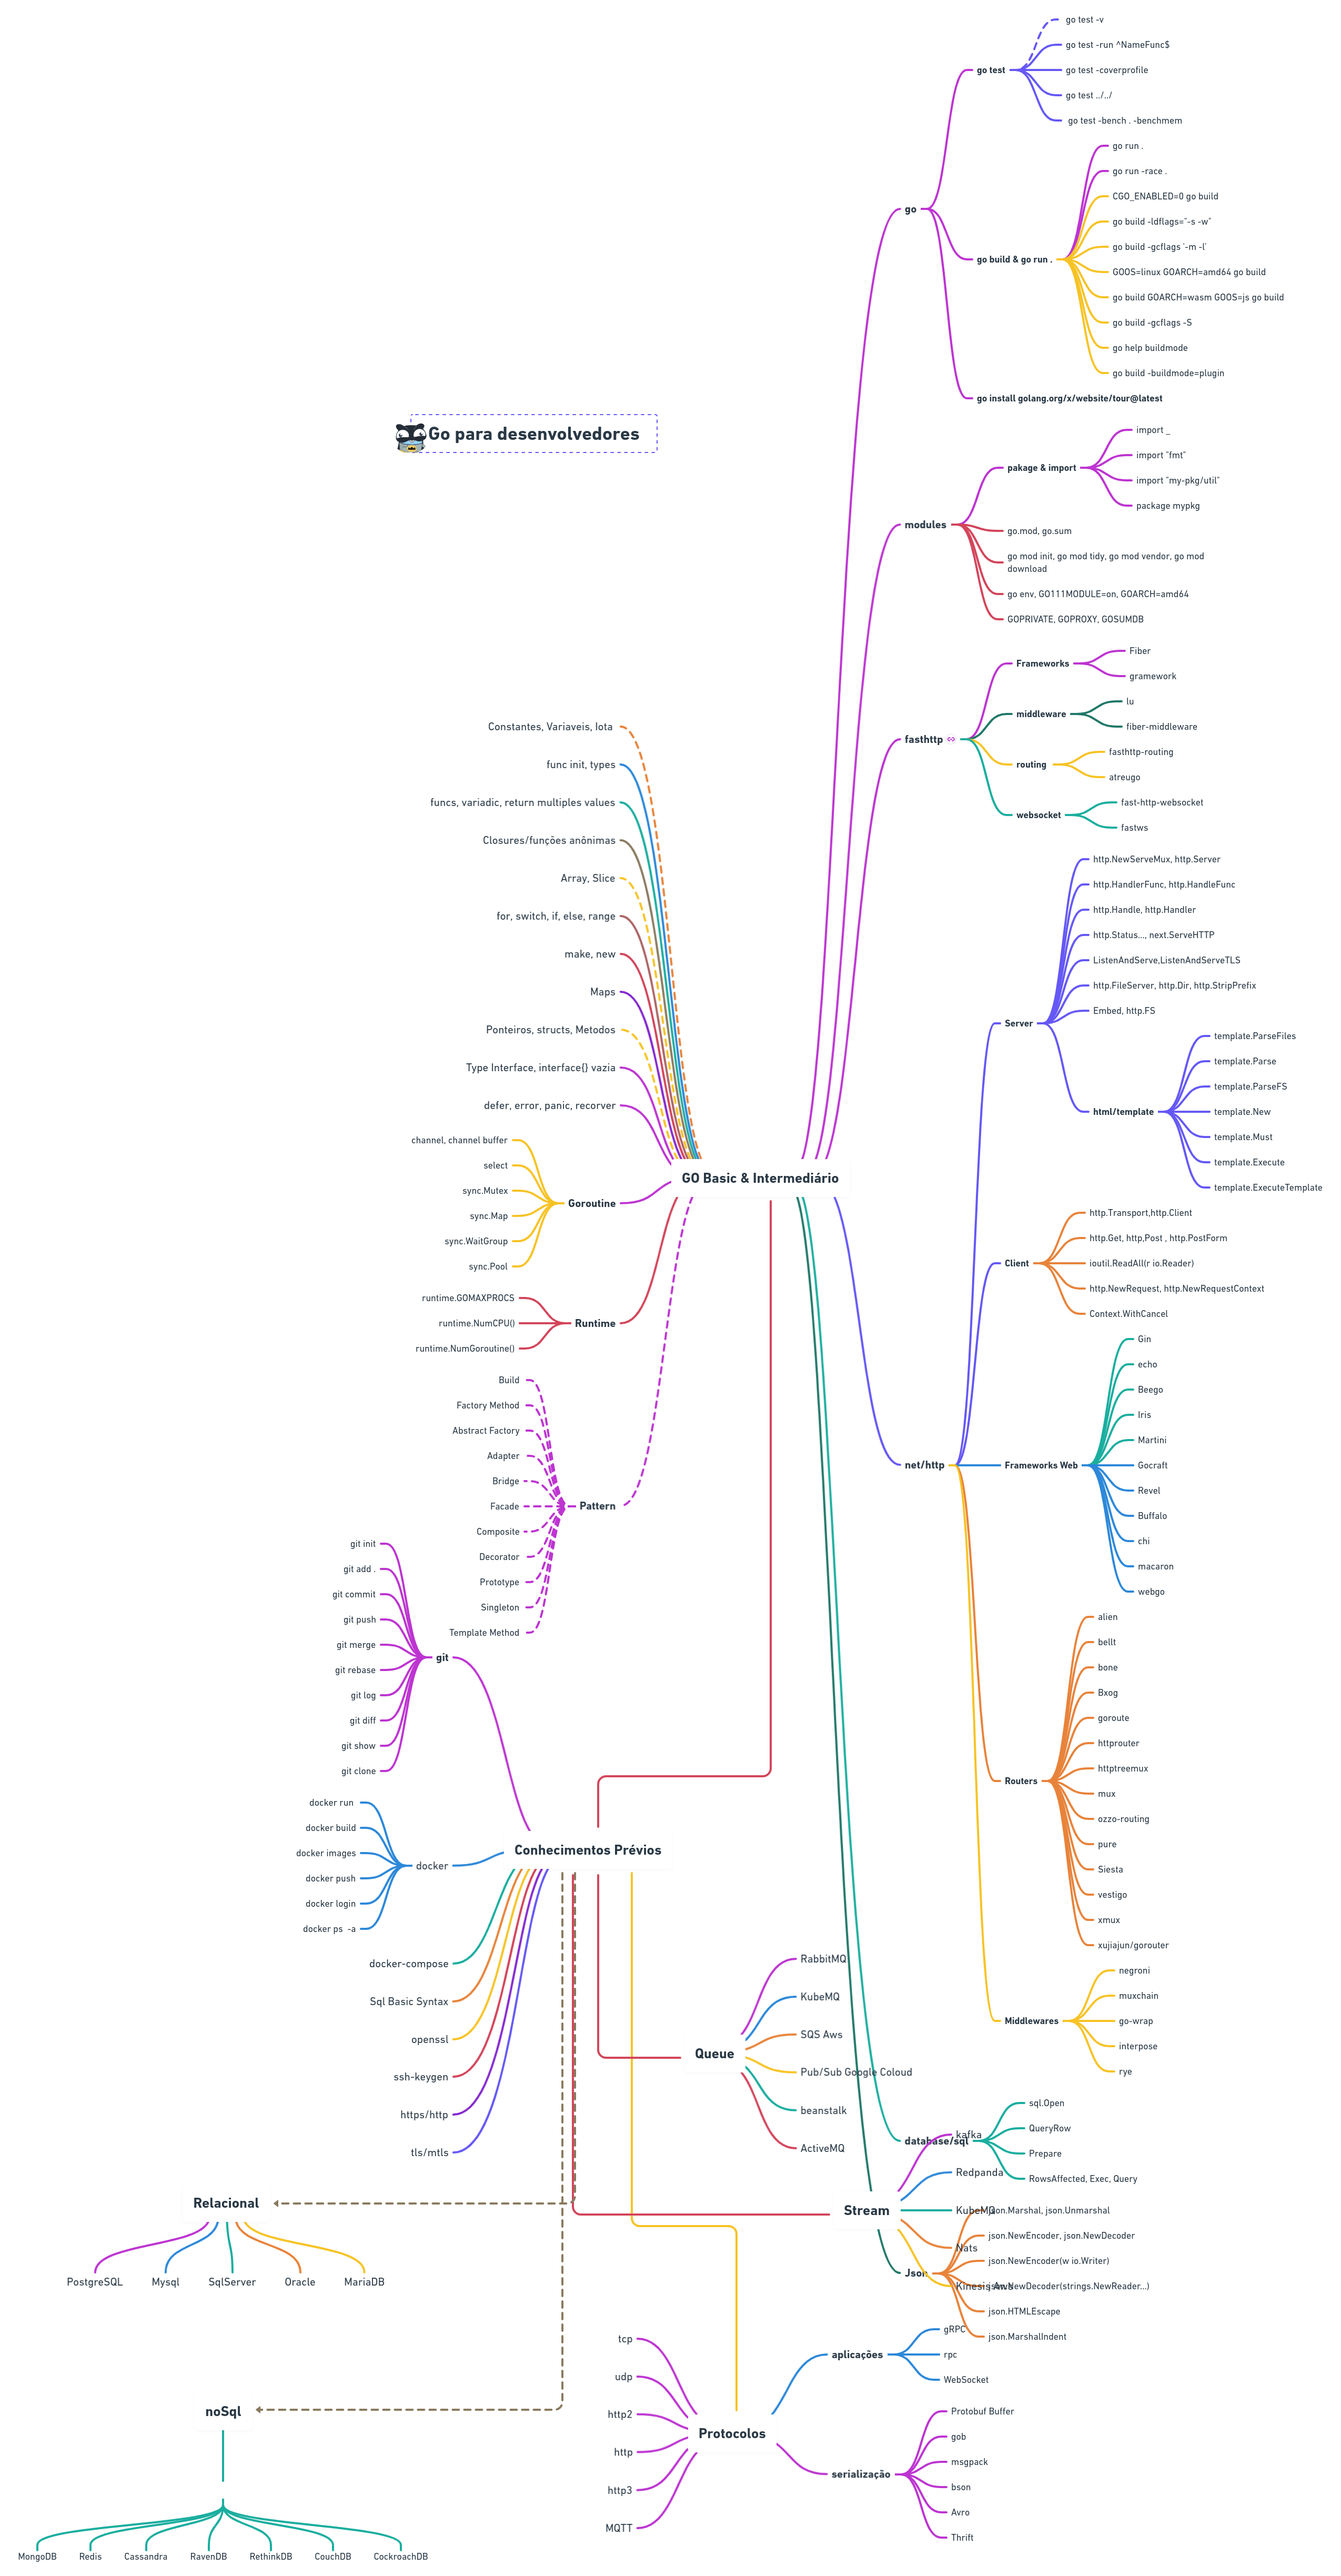 Go para desenvolvedores
GO Basic & Intermediário
go
go test
go test -v
go test -run ^NameFunc$
go test -coverprofile
go test ../../
go test -bench . -benchmem
go build & go run .
go run .
go run -race .
CGO_ENABLED=0 go build
go build -ldflags="-s -w"
go build -gcflags '-m -l'
GOOS=linux GOARCH=amd64 go build
go build GOARCH=wasm GOOS=js go build
go build -gcflags -S
go help buildmode
go build -buildmode=plugin
go install golang.org/x/website/tour@latest
modules
pakage & import
import _
import "fmt"
import "my-pkg/util"
package mypkg
go.mod, go.sum
go mod init, go mod tidy, go mod vendor, go mod
download
go env, GO111MODULE=on, GOARCH=amd64
GOPRIVATE, GOPROXY, GOSUMDB
fasthttp
Frameworks
Fiber
gramework
middleware
lu
fiber-middleware
routing
fasthttp-routing
atreugo
websocket
fast-http-websocket
fastws
net/http
Server
http.NewServeMux, http.Server
http.HandlerFunc, http.HandleFunc
http.Handle, http.Handler
http.Status..., next.ServeHTTP
ListenAndServe,ListenAndServeTLS
http.FileServer, http.Dir, http.StripPrefix
Embed, http.FS
html/template
template.ParseFiles
template.Parse
template.ParseFS
template.New
template.Must
template.Execute
template.ExecuteTemplate
Client
http.Transport,http.Client
http.Get, http,Post , http.PostForm
ioutil.ReadAll(r io.Reader)
http.NewRequest, http.NewRequestContext
Context.WithCancel
Frameworks Web
Gin
echo
Beego
Iris
Martini
Gocraft
Revel
Buffalo
chi
macaron
webgo
Routers
alien
bellt
bone
Bxog
goroute
httprouter
httptreemux
mux
ozzo-routing
pure
Siesta
vestigo
xmux
xujiajun/gorouter
Middlewares
negroni
muxchain
go-wrap
interpose
rye
database/sql
sql.Open
QueryRow
Prepare
RowsAffected, Exec, Query
Json
json.Marshal, json.Unmarshal
json.NewEncoder, json.NewDecoder
json.NewEncoder(w io.Writer)
json.NewDecoder(strings.NewReader...)
json.HTMLEscape
json.MarshalIndent
Constantes, Variaveis, Iota
func init, types
funcs, variadic, return multiples values
Closures/funções anônimas
Array, Slice
for, switch, if, else, range
make, new
Maps
Ponteiros, structs, Metodos
Type Interface, interface{} vazia
defer, error, panic, recorver
Goroutine
channel, channel buffer
select
sync.Mutex
sync.Map
sync.WaitGroup
sync.Pool
Runtime
runtime.GOMAXPROCS
runtime.NumCPU()
runtime.NumGoroutine()
Pattern
Build
Factory Method
Abstract Factory
Adapter
Bridge
Facade
Composite
Decorator
Prototype
Singleton
Template Method
Conhecimentos Prévios
git
git init
git add .
git commit
git push
git merge
git rebase
git log
git diff
git show
git clone
docker
docker run
docker build
docker images
docker push
docker login
docker ps -a
docker-compose
Sql Basic Syntax
openssl
ssh-keygen
https/http
tls/mtls
Queue
RabbitMQ
KubeMQ
SQS Aws
Pub/Sub Google Coloud
beanstalk
ActiveMQ
Stream
kafka
Redpanda
KubeMQ
Nats
Kinesis Aws
Relacional
PostgreSQL
Mysql
SqlServer
Oracle
MariaDB
noSql
MongoDB
Redis
Cassandra
RavenDB
RethinkDB
CouchDB
CockroachDB
Protocolos
tcp
udp
http2
http
http3
MQTT
aplicações
gRPC
rpc
WebSocket
serialização
Protobuf Buffer
gob
msgpack
bson
Avro
Thrift